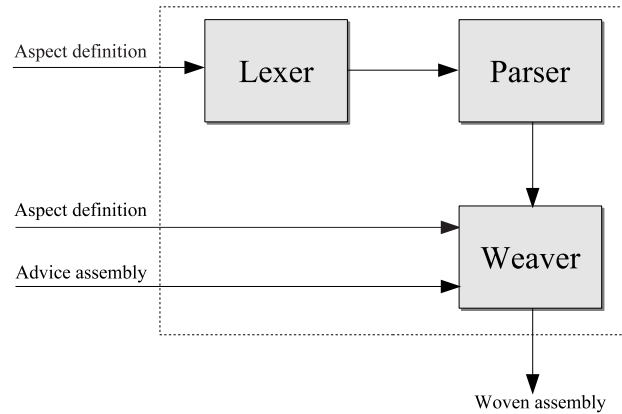 Aspect definition
Lexer
Parser
Aspect definition
Weaver
Advice assembly
Woven assembly